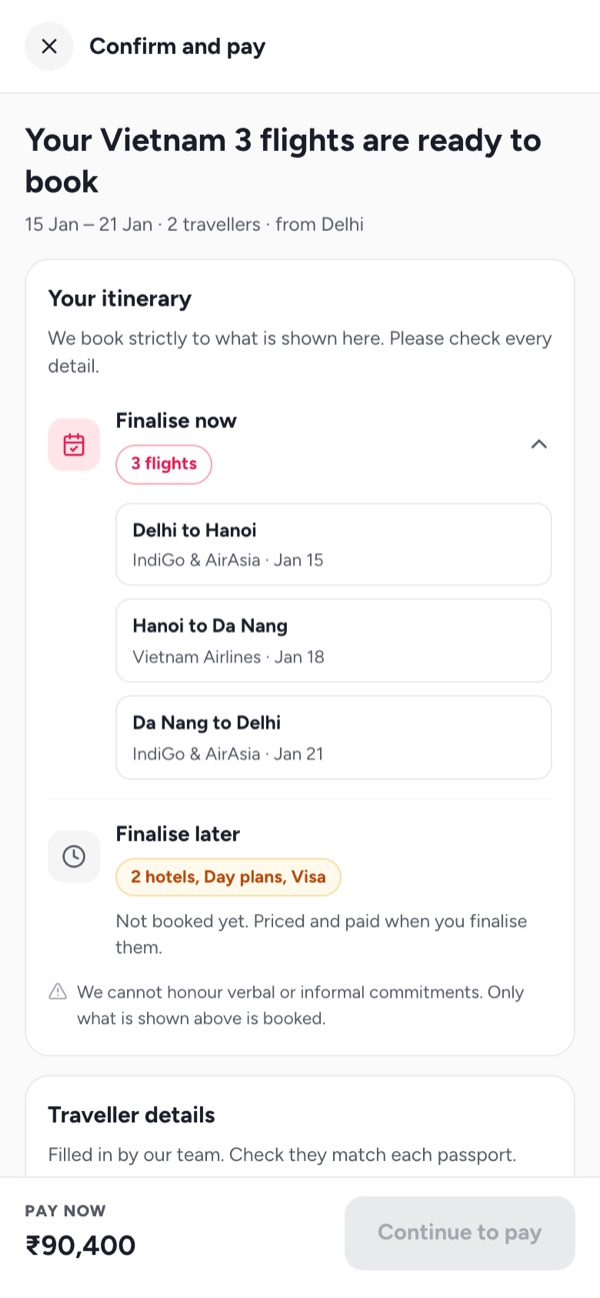 Confirm and pay
Your Vietnam 3 flights are ready to
book
15 Jan – 21 Jan · 2 travellers · from Delhi
Your itinerary
We book strictly to what is shown here. Please check every
detail.
Finalise now
3 flights
Delhi to Hanoi
IndiGo & AirAsia · Jan 15
Hanoi to Da Nang
Vietnam Airlines · Jan 18
Da Nang to Delhi
IndiGo & AirAsia · Jan 21
Finalise later
2 hotels, Day plans, Visa
Not booked yet. Priced and paid when you finalise
them.
We cannot honour verbal or informal commitments. Only
what is shown above is booked.
Traveller details
Filled in by our team. Check they match each passport.
PAY NOW
₹90,400
Continue to pay